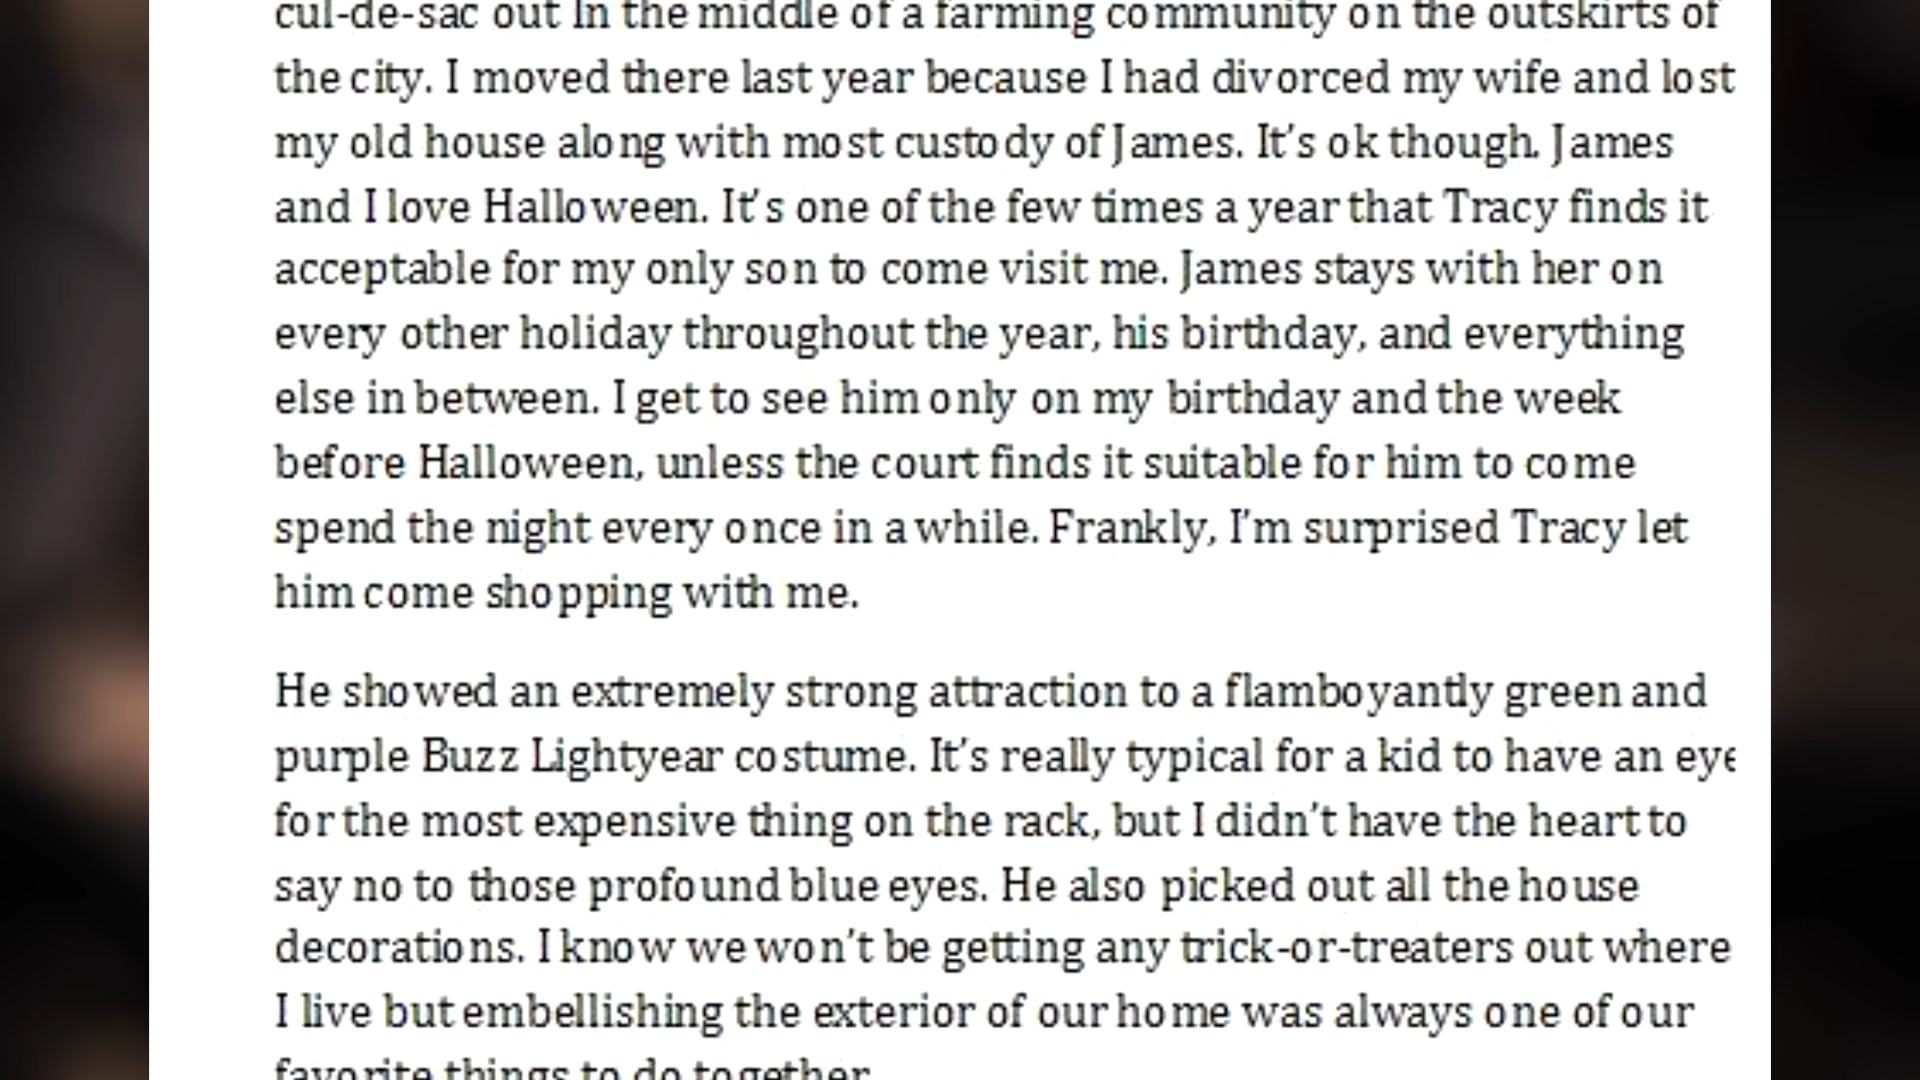 cul-de-sac out In the middle of a farming community on the outskirts of
the city. I moved there last year because I had divorced my wife and lost
my old house along with most custody of James. It’s ok though. James
and I love Halloween. It’s one of the few times a year that Tracy finds it
acceptable for my only son to come visit me. James stays with her on
every other holiday throughout the year, his birthday, and everything
else in between. I get to see him only on my birthday and the week
before Halloween, unless the court finds it suitable for him to come
spend the night every once in a while. Frankly, I’m surprised Tracy let
him come shopping with me.
He showed an extremely strong attraction to a flamboyantly green and
purple Buzz Lightyear costume. It’s really typical for a kid to have an eye
for the most expensive thing on the rack, but I didn’t have the heart to
say no to those profound blue eyes. He also picked out all the house
decorations. I know we won’t be getting any trick-or-treaters out where
I live but embellishing the exterior of our home was always one of our
favorite things to do together.